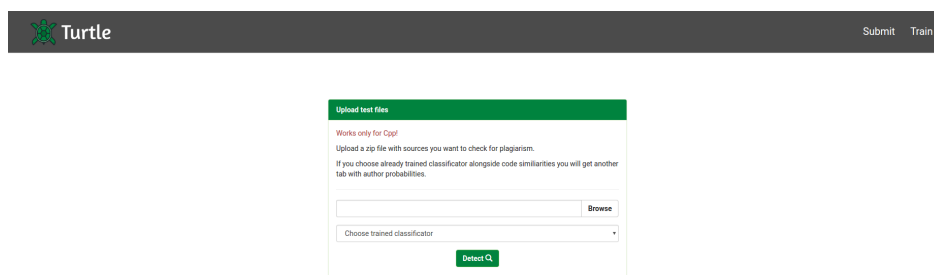 Turtle
Submit Train
Upload test files
Works only for Cpp!
Upload a zip file with sources you want to check for plagiarism.
If you choose already trained classificator alongside code similiarities you will get another
tab with author probabilities.
Browse
Choose trained classificator
Detect